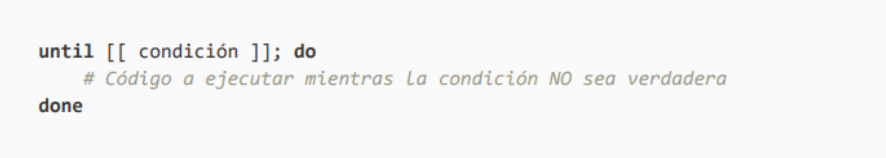 until [[ condición ]]; do
    # Código a ejecutar mientras la condición NO sea verdadera
done